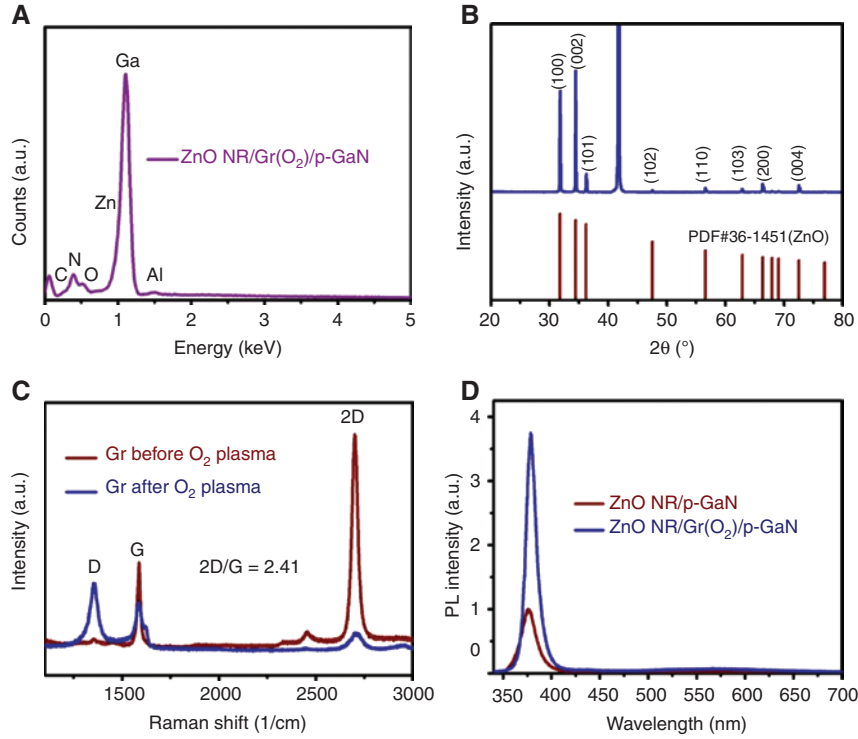 A
Counts (a.u.)
Ga
Zn
C
N
O
Al
ZnO NR/Gr(O₂)/p-GaN
0 1 2 3 4 5
Energy (keV)
B
Intensity (a.u.)
(100)
(002)
(101)
(102)
(110)
(103)
(200)
(004)
PDF#36-1451(ZnO)
20 30 40 50 60 70 80
2θ (°)
C
Intensity (a.u.)
2D
Gr before O₂ plasma
Gr after O₂ plasma
D
G
2D/G = 2.41
1500 2000 2500 3000
Raman shift (1/cm)
D
PL intensity (a.u.)
4
3
2
1
0
ZnO NR/p-GaN
ZnO NR/Gr(O₂)/p-GaN
350 400 450 500 550 600 650 700
Wavelength (nm)